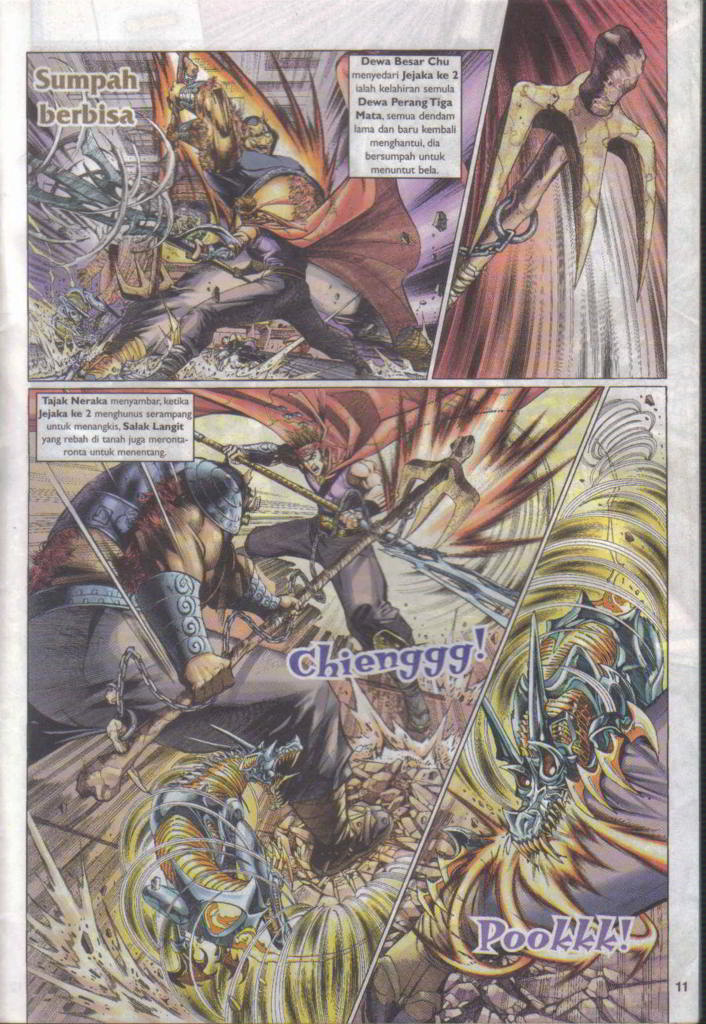 Sumpah
berbisa
Dewa Besar Chu
menyedari Jejaka ke 2
ialah kelahiran semula
Dewa Perang Tiga
Mata, semua dendam
lama dan baru kembali
menghantui, dia
bersumpah untuk
menuntut bela.
Tajak Neraka menyambar, ketika
Jejaka ke 2 menghunus serampang
untuk menangkis, Salak Langit
yang rebah di tanah juga meronta-
ronta untuk menentang.
Chienggg!
Pookkk!
11